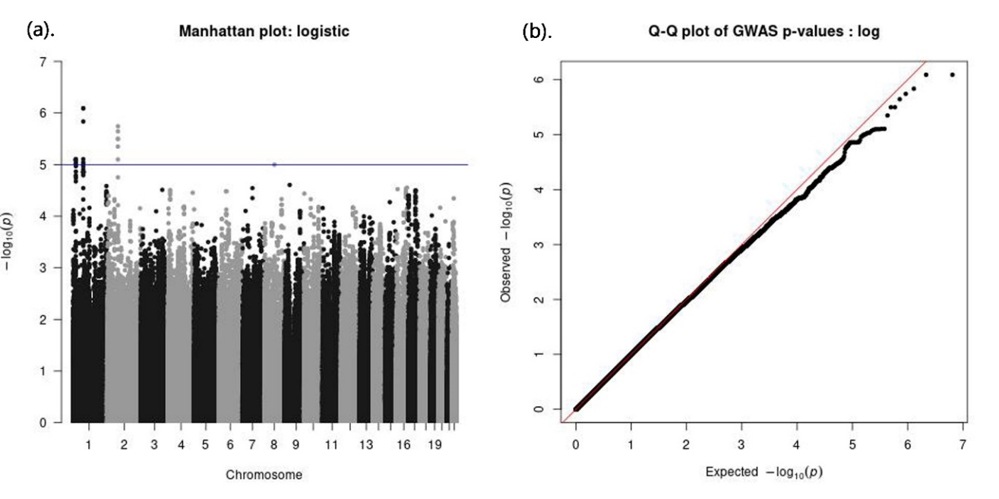 (a).
Manhattan plot: logistic
7
6
5
4
3
2
1
0
− log10(p)
1 2 3 4 5 6 7 8 9 11 13 16 19
Chromosome
(b).
Q-Q plot of GWAS p-values : log
6
5
4
3
2
1
0
Observed −log10(p)
0 1 2 3 4 5 6 7
Expected −log10(p)